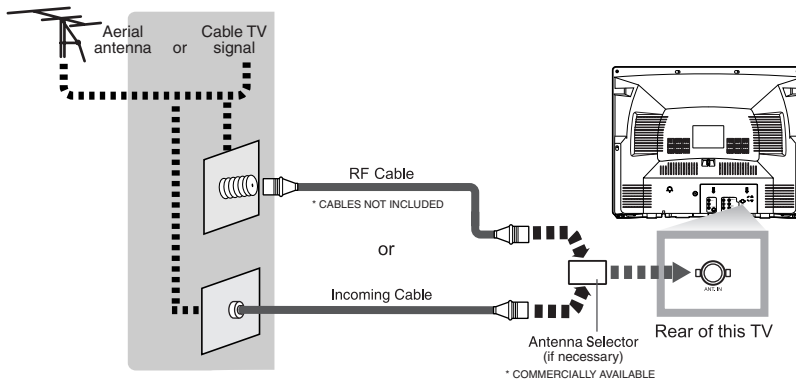 Aerial
antenna
or
Cable TV
signal
RF Cable
* CABLES NOT INCLUDED
or
Incoming Cable
Antenna Selector
(if necessary)
* COMMERCIALLY AVAILABLE
ANT. IN
Rear of this TV